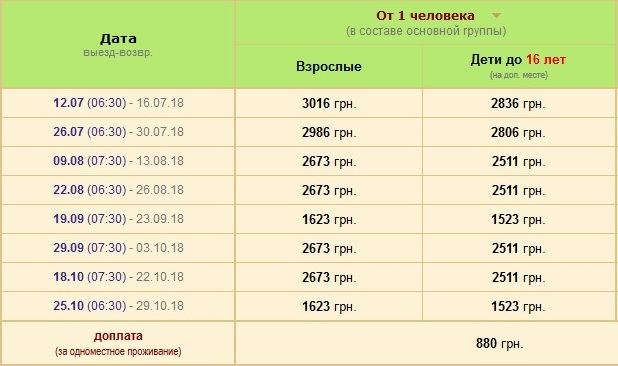 Дата
выезд-возвр.
От 1 человека
(в составе основной группы)
Взрослые
Дети до 16 лет
(на доп. месте)
12.07 (06:30) - 16.07.18 3016 грн. 2836 грн.
26.07 (06:30) - 30.07.18 2986 грн. 2806 грн.
09.08 (07:30) - 13.08.18 2673 грн. 2511 грн.
22.08 (06:30) - 26.08.18 2673 грн. 2511 грн.
19.09 (07:30) - 23.09.18 1623 грн. 1523 грн.
29.09 (07:30) - 03.10.18 2673 грн. 2511 грн.
18.10 (07:30) - 22.10.18 2673 грн. 2511 грн.
25.10 (06:30) - 29.10.18 1623 грн. 1523 грн.
доплата
(за одноместное проживание)
880 грн.